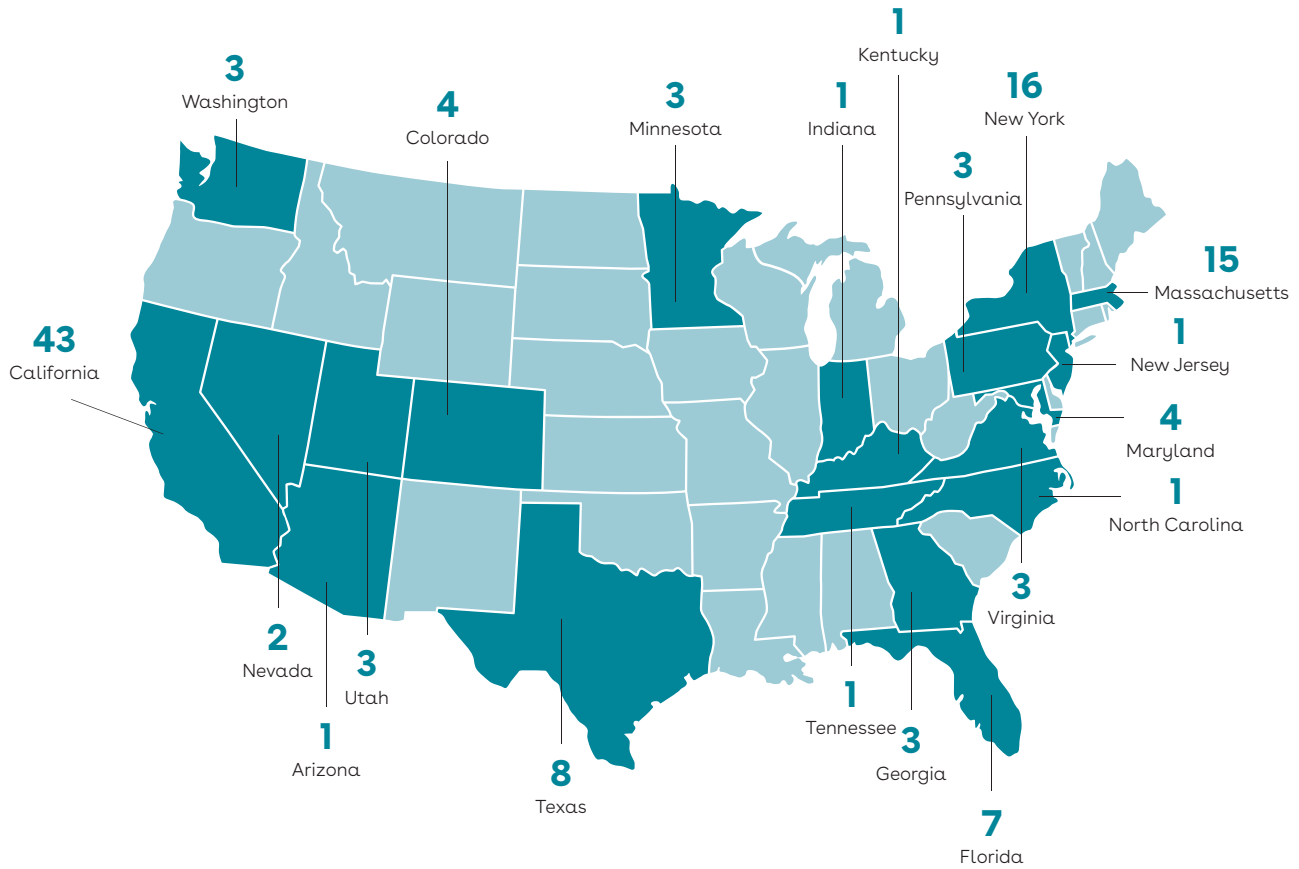 1
Kentucky
3
Washington
4
Colorado
3
Minnesota
1
Indiana
16
New York
3
Pennsylvania
15
Massachusetts
43
California
1
New Jersey
4
Maryland
1
North Carolina
3
Virginia
2
Nevada
3
Utah
1
Tennessee
1
Arizona
3
Georgia
8
Texas
7
Florida